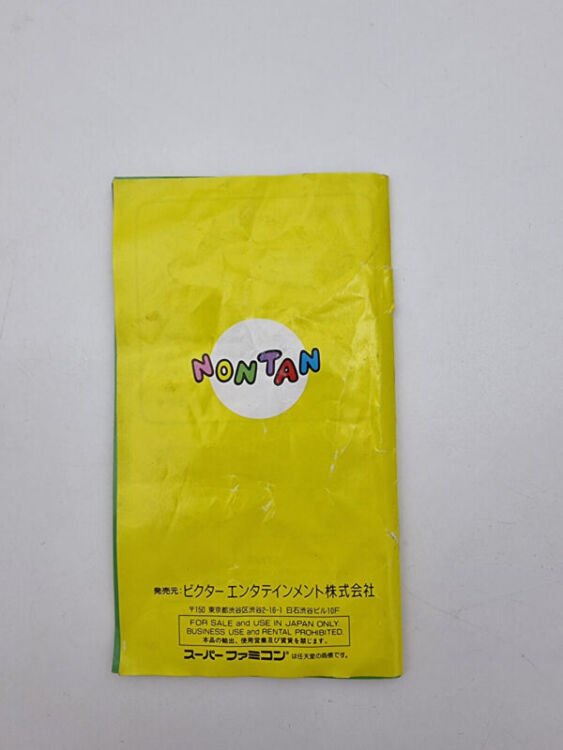 NONTAN
発売元:ビクター エンタテインメント株式会社
〒150 東京都渋谷区渋谷2-16-1 日石渋谷ビル10F
FOR SALE and USE IN JAPAN ONLY.
BUSINESS USE and RENTAL PROHIBITED.
本品の輸出、使用営業及び賃貸を禁じます。
スーパーファミコン®は任天堂の商標です。